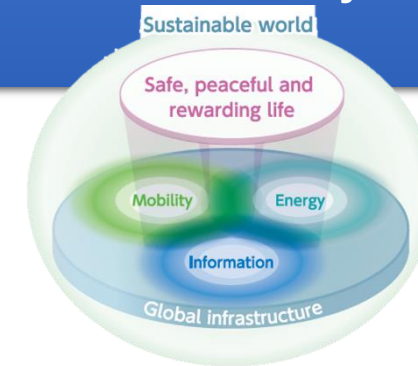 Sustainable world
Safe, peaceful and
rewarding life
Mobility
Energy
Information
Global infrastructure